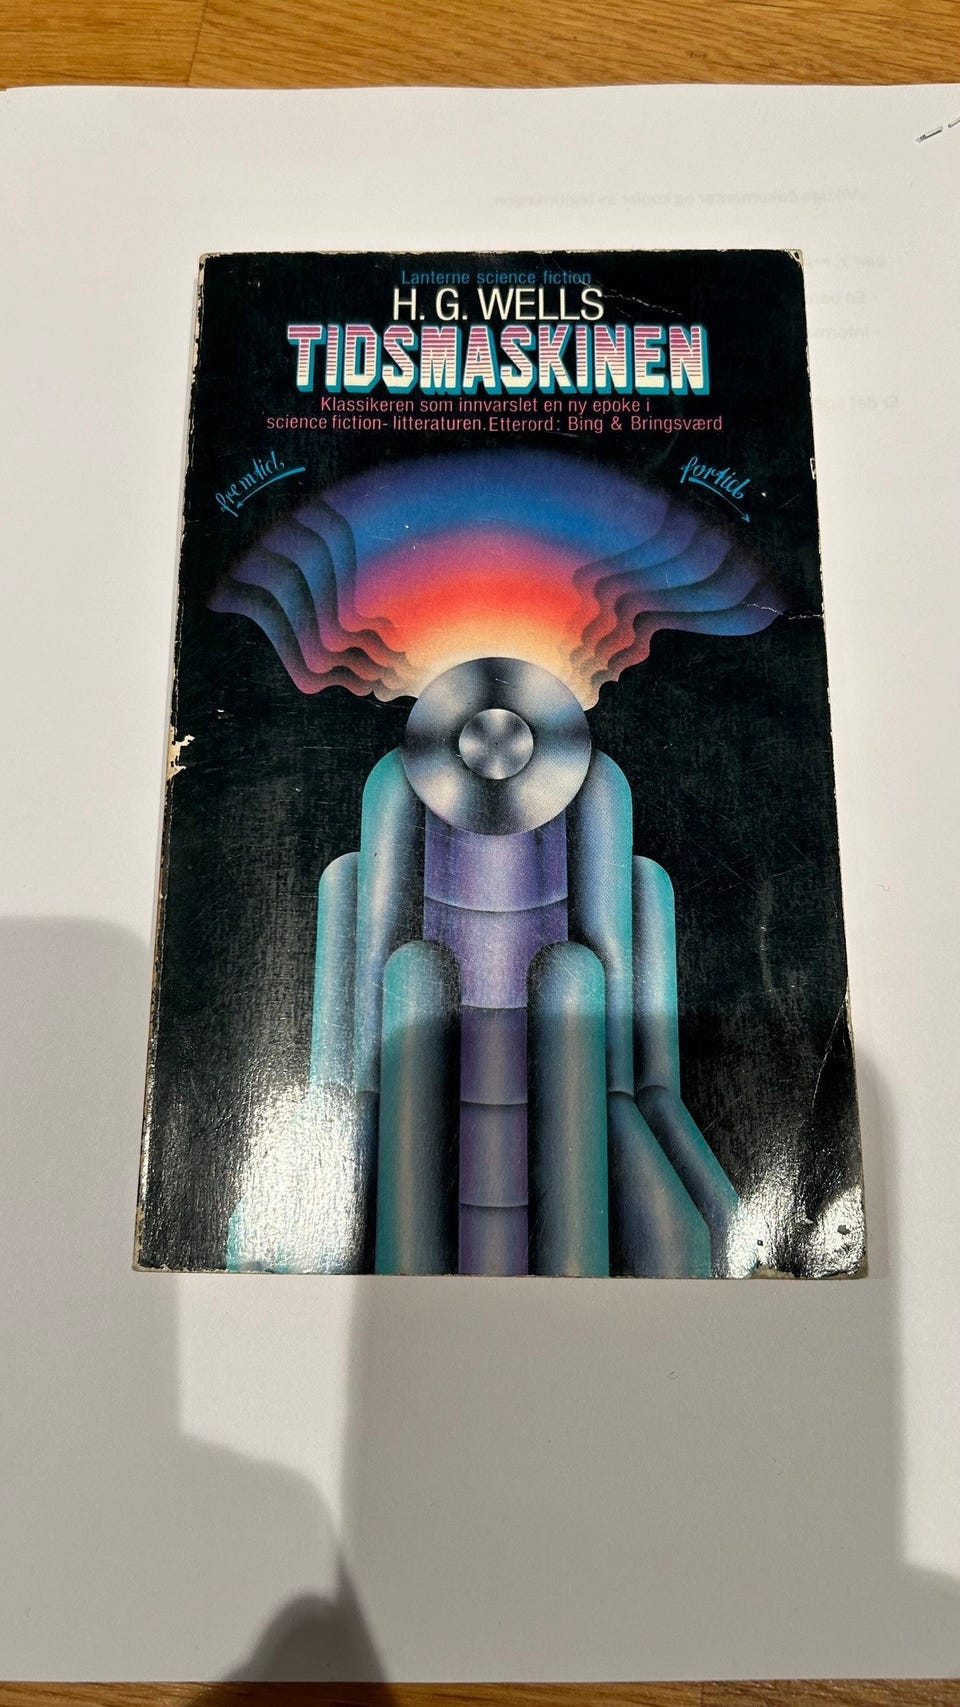 Lanterne science fiction
H. G. WELLS
TIDSMASKINEN
Klassikeren som innvarslet en ny epoke i
science fiction-litteraturen. Etterord: Bing & Bringsværd
fremtid
fortid